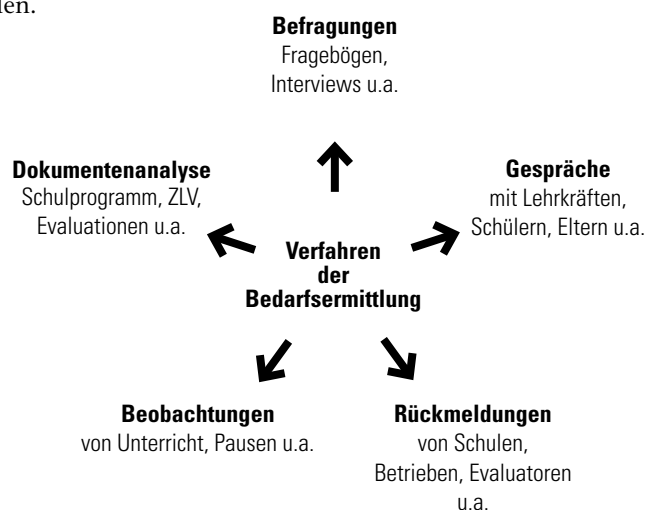 len.
Befragungen
Fragebögen,
Interviews u.a.
Dokumentenanalyse
Schulprogramm, ZLV,
Evaluationen u.a.
Gespräche
mit Lehrkräften,
Schülern, Eltern u.a.
Verfahren
der
Bedarfsermittlung
Beobachtungen
von Unterricht, Pausen u.a.
Rückmeldungen
von Schulen,
Betrieben, Evaluatoren
u.a.